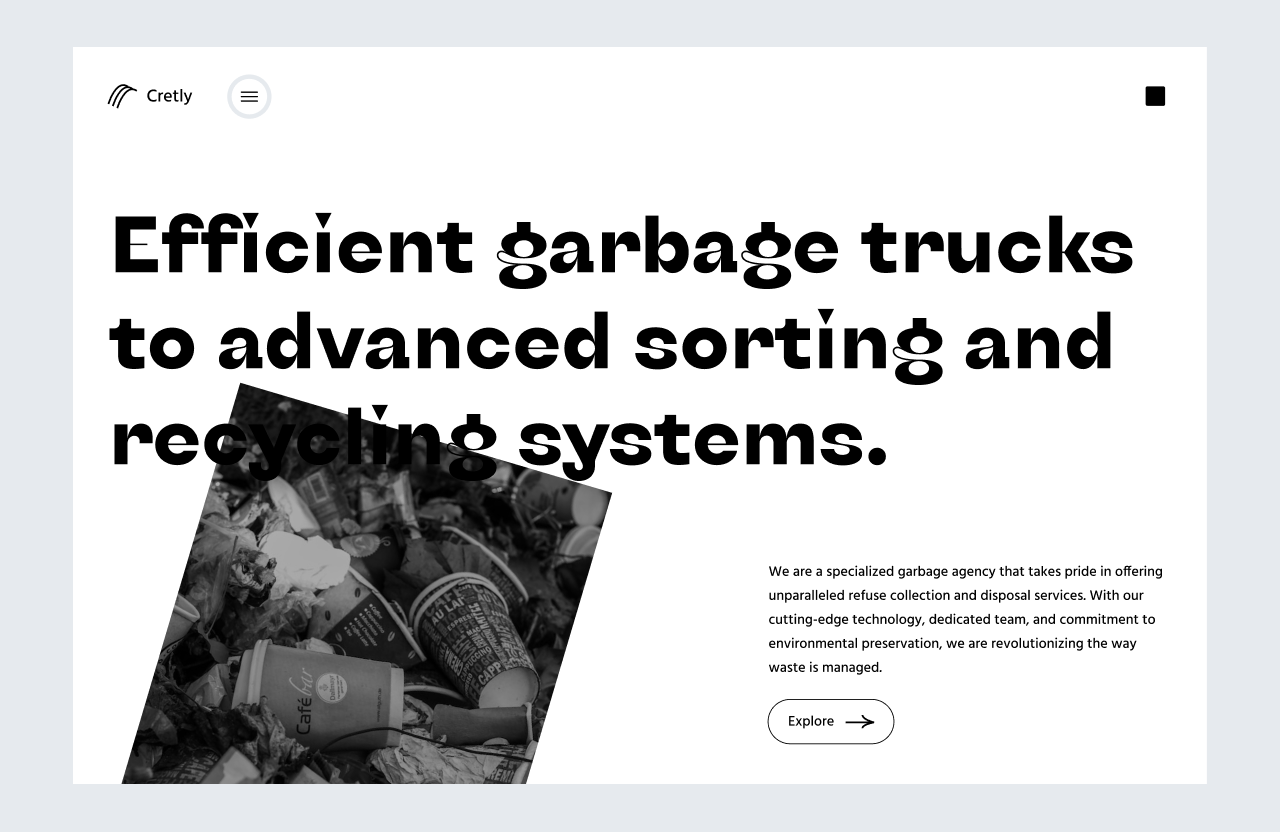 Cretly
Efficient garbage trucks
to advanced sorting and
recycling systems.
We are a specialized garbage agency that takes pride in offering
unparalleled refuse collection and disposal services. With our
cutting-edge technology, dedicated team, and commitment to
environmental preservation, we are revolutionizing the way
waste is managed.
Explore
Café bar